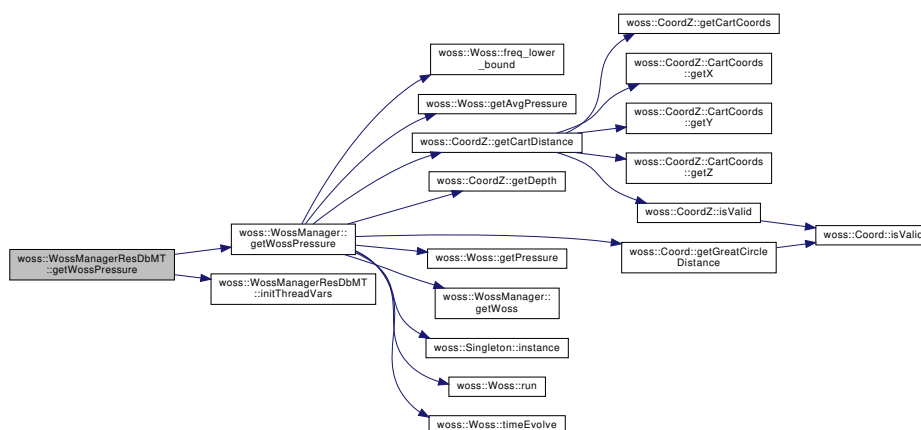 woss::WossManagerResDbMT
::getWossPressure
woss::WossManager::
getWossPressure
woss::WossManagerResDbMT
::initThreadVars
woss::Woss::freq_lower
_bound
woss::Woss::getAvgPressure
woss::CoordZ::getCartDistance
woss::CoordZ::getDepth
woss::Woss::getPressure
woss::WossManager::
getWoss
woss::Singleton::instance
woss::Woss::run
woss::Woss::timeEvolve
woss::CoordZ::getCartCoords
woss::CoordZ::CartCoords
::getX
woss::CoordZ::CartCoords
::getY
woss::CoordZ::CartCoords
::getZ
woss::CoordZ::isValid
woss::Coord::getGreatCircle
Distance
woss::Coord::isValid